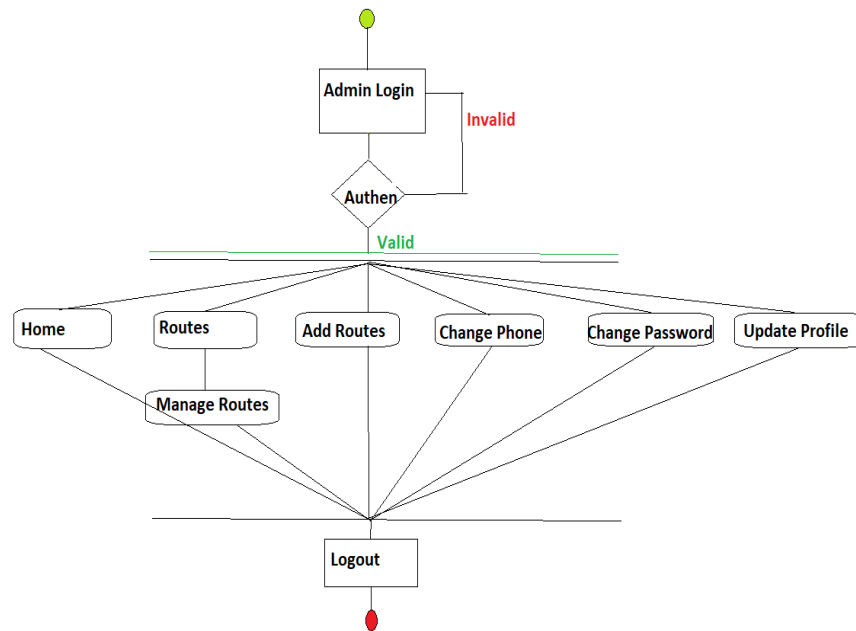 Admin Login
Invalid
Authen
Valid
Home
Routes
Add Routes
Change Phone
Change Password
Update Profile
Manage Routes
Logout